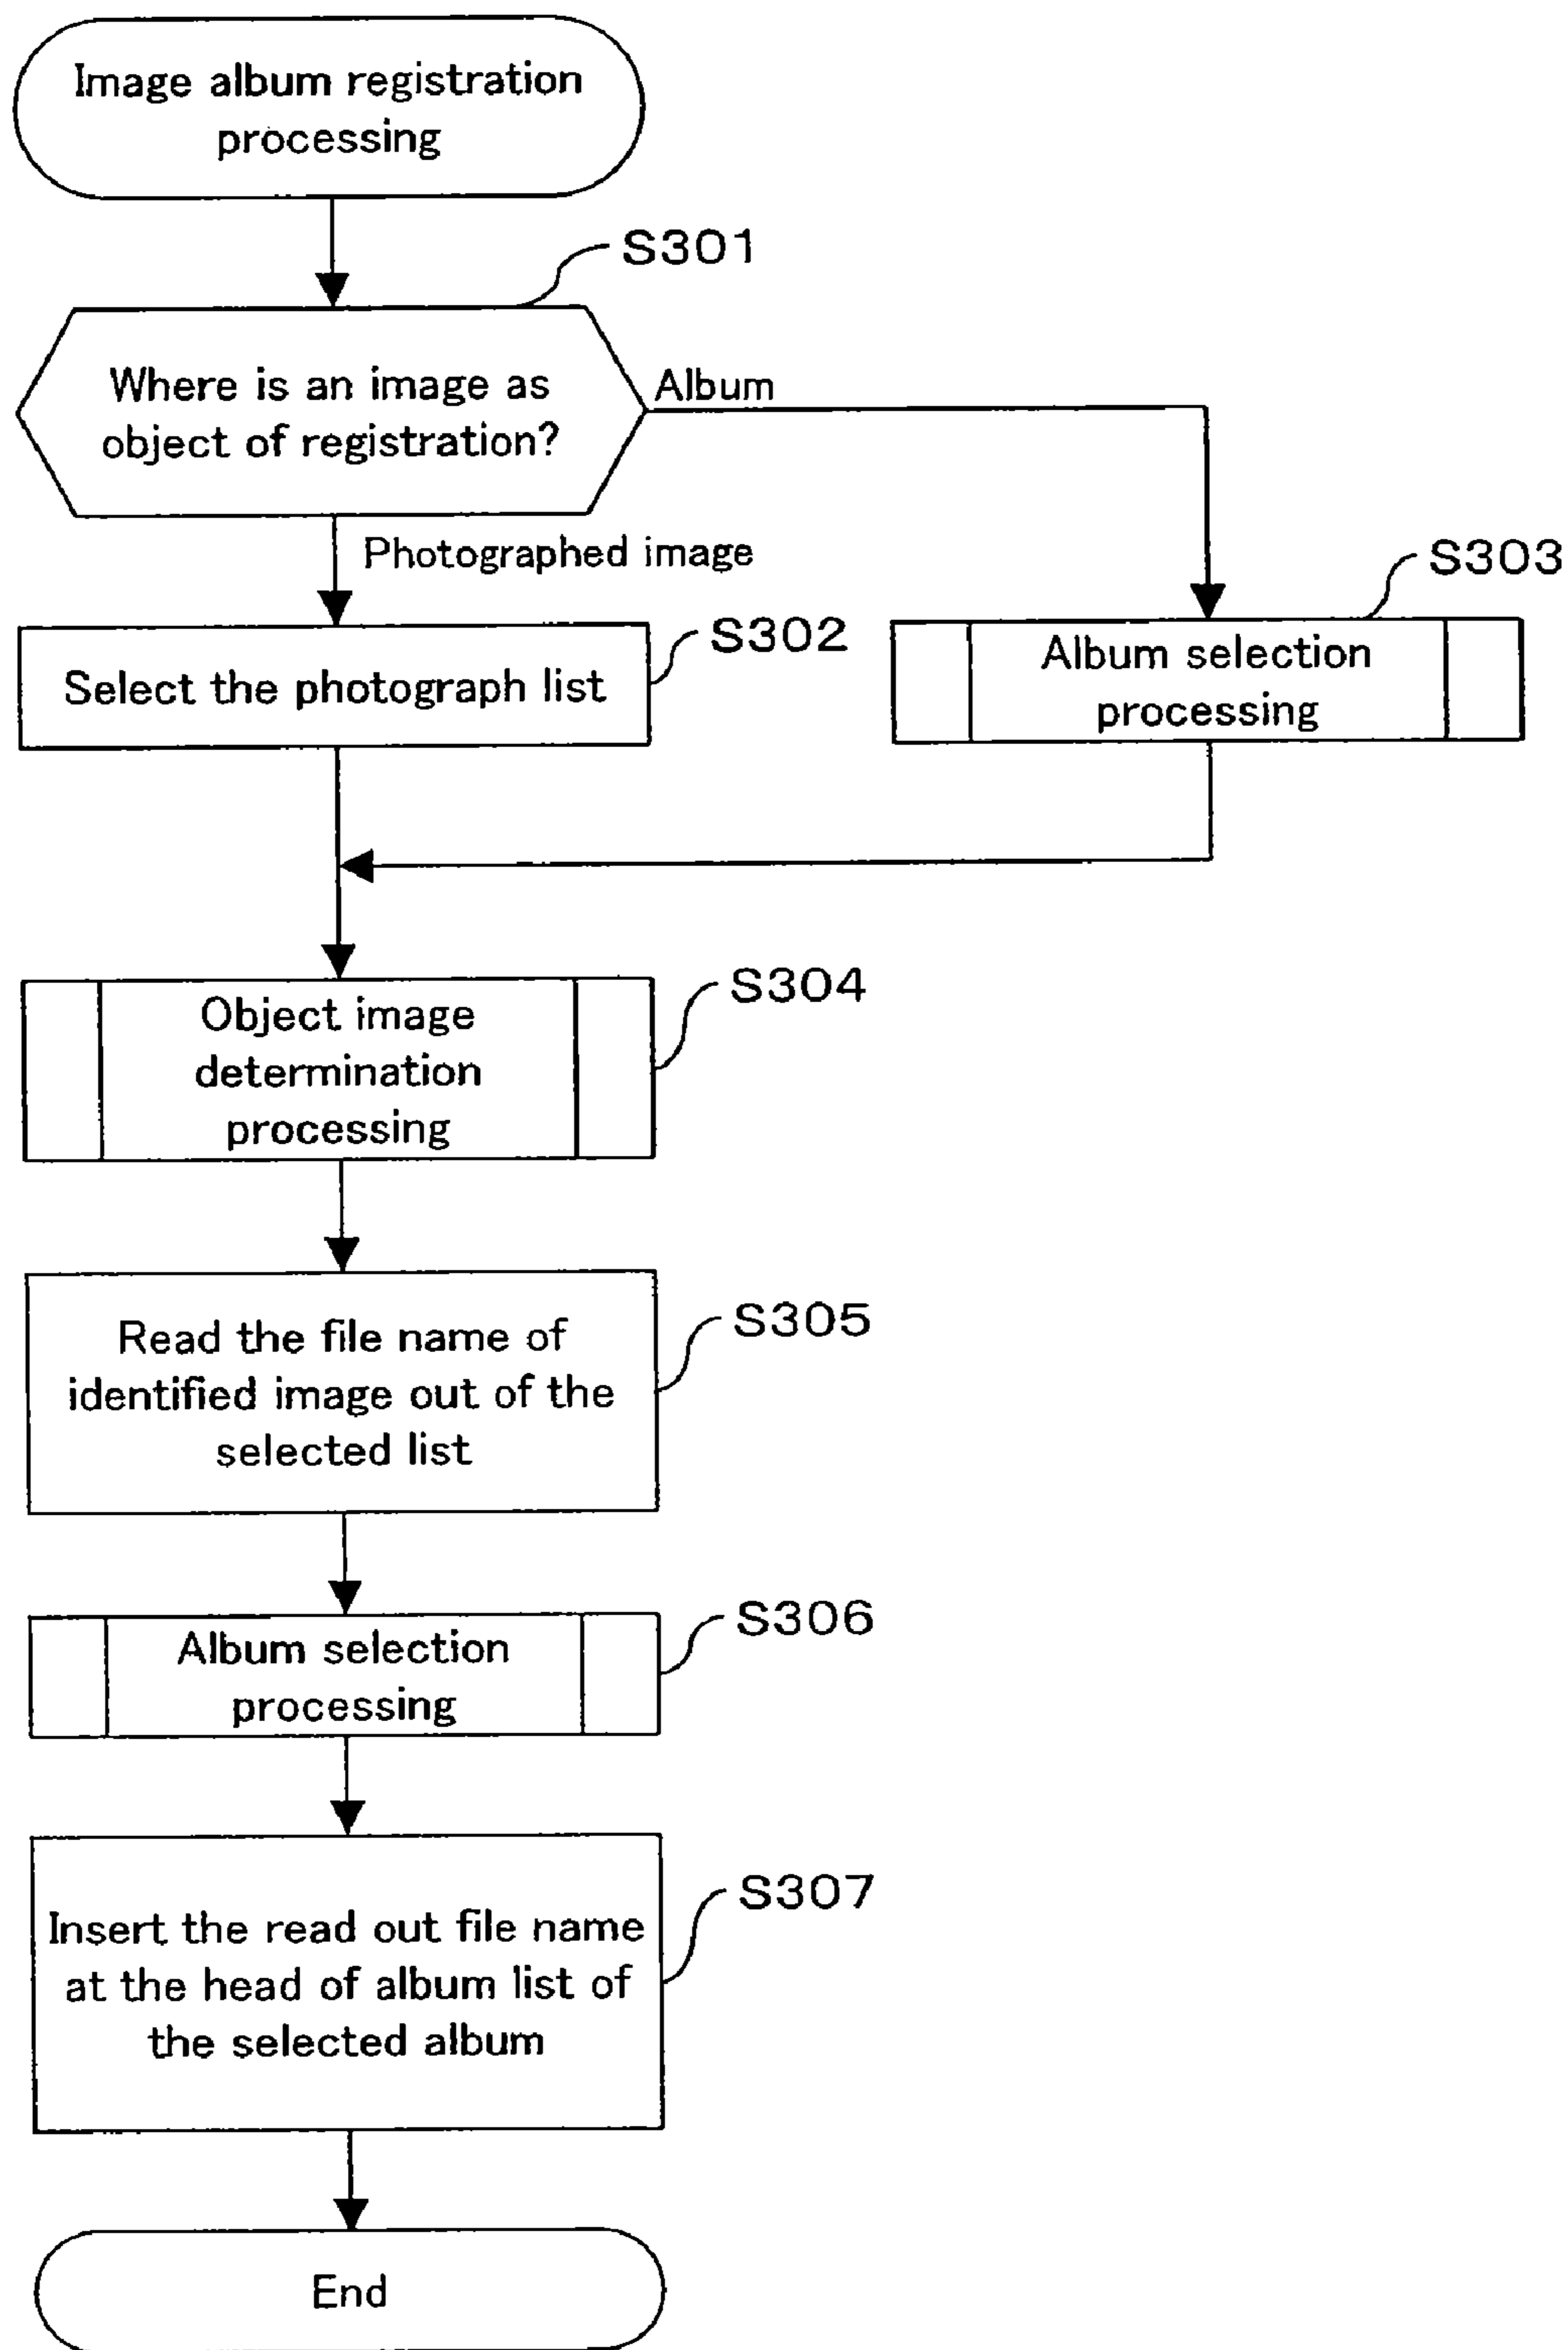 Image album registration
processing
S301
Where is an image as
object of registration?
Album
Photographed image
S303
S302
Select the photograph list
Album selection
processing
S304
Object image
determination
processing
S305
Read the file name of
identified image out of the
selected list
S306
Album selection
processing
S307
Insert the read out file name
at the head of album list of
the selected album
End